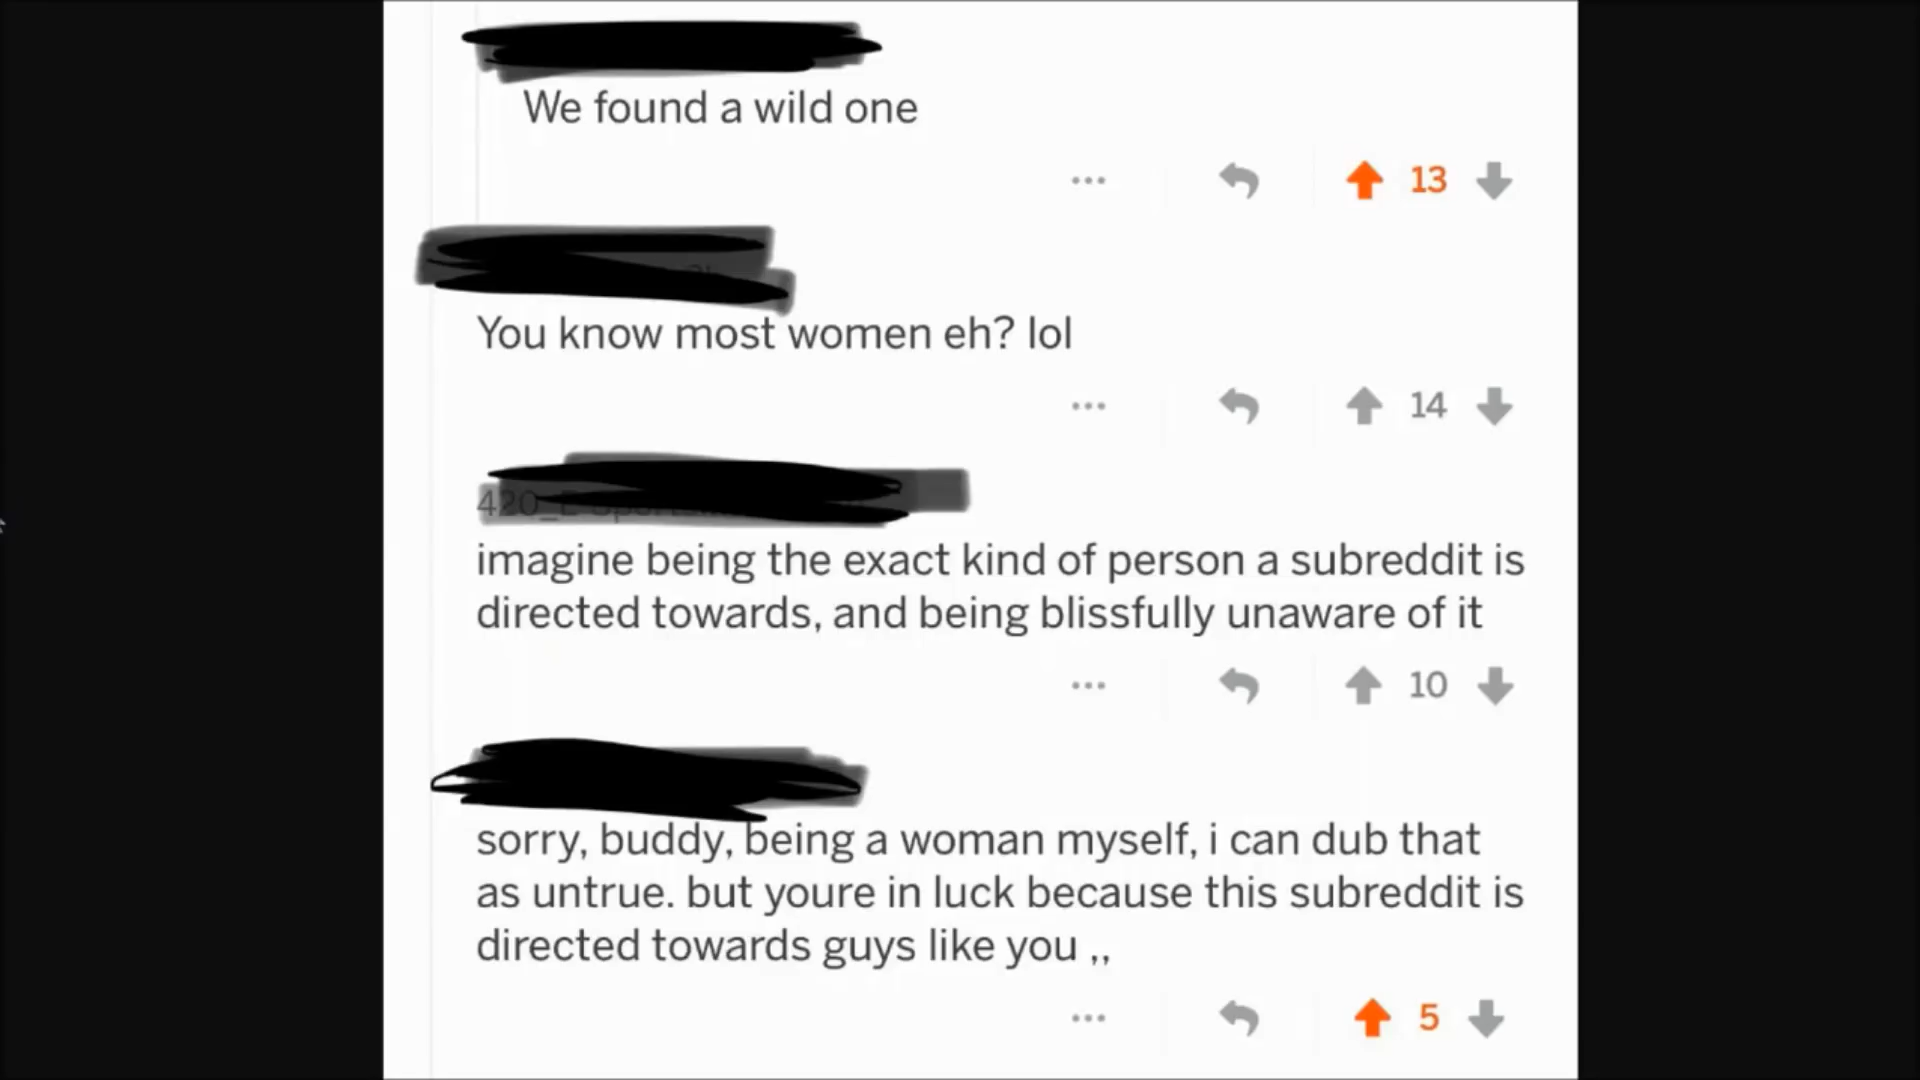 We found a wild one
13
You know most women eh? lol
14
imagine being the exact kind of person a subreddit is
directed towards, and being blissfully unaware of it
10
sorry, buddy, being a woman myself, i can dub that
as untrue. but youre in luck because this subreddit is
directed towards guys like you ,,
5